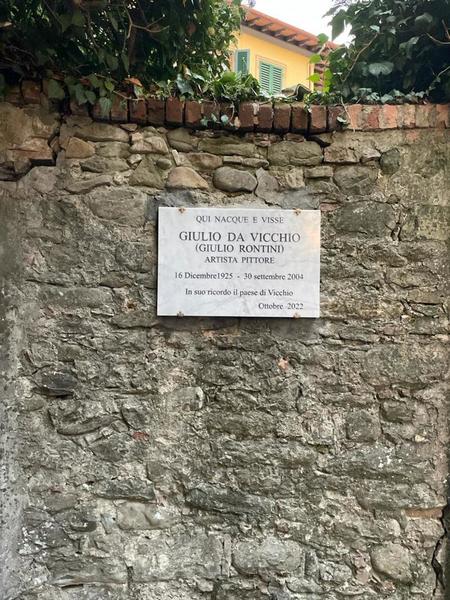 QUI NACQUE E VISSE
GIULIO DA VICCHIO
(GIULIO RONTINI)
ARTISTA PITTORE
16 Dicembre1925 - 30 settembre 2004
In suo ricordo il paese di Vicchio
Ottobre 2022